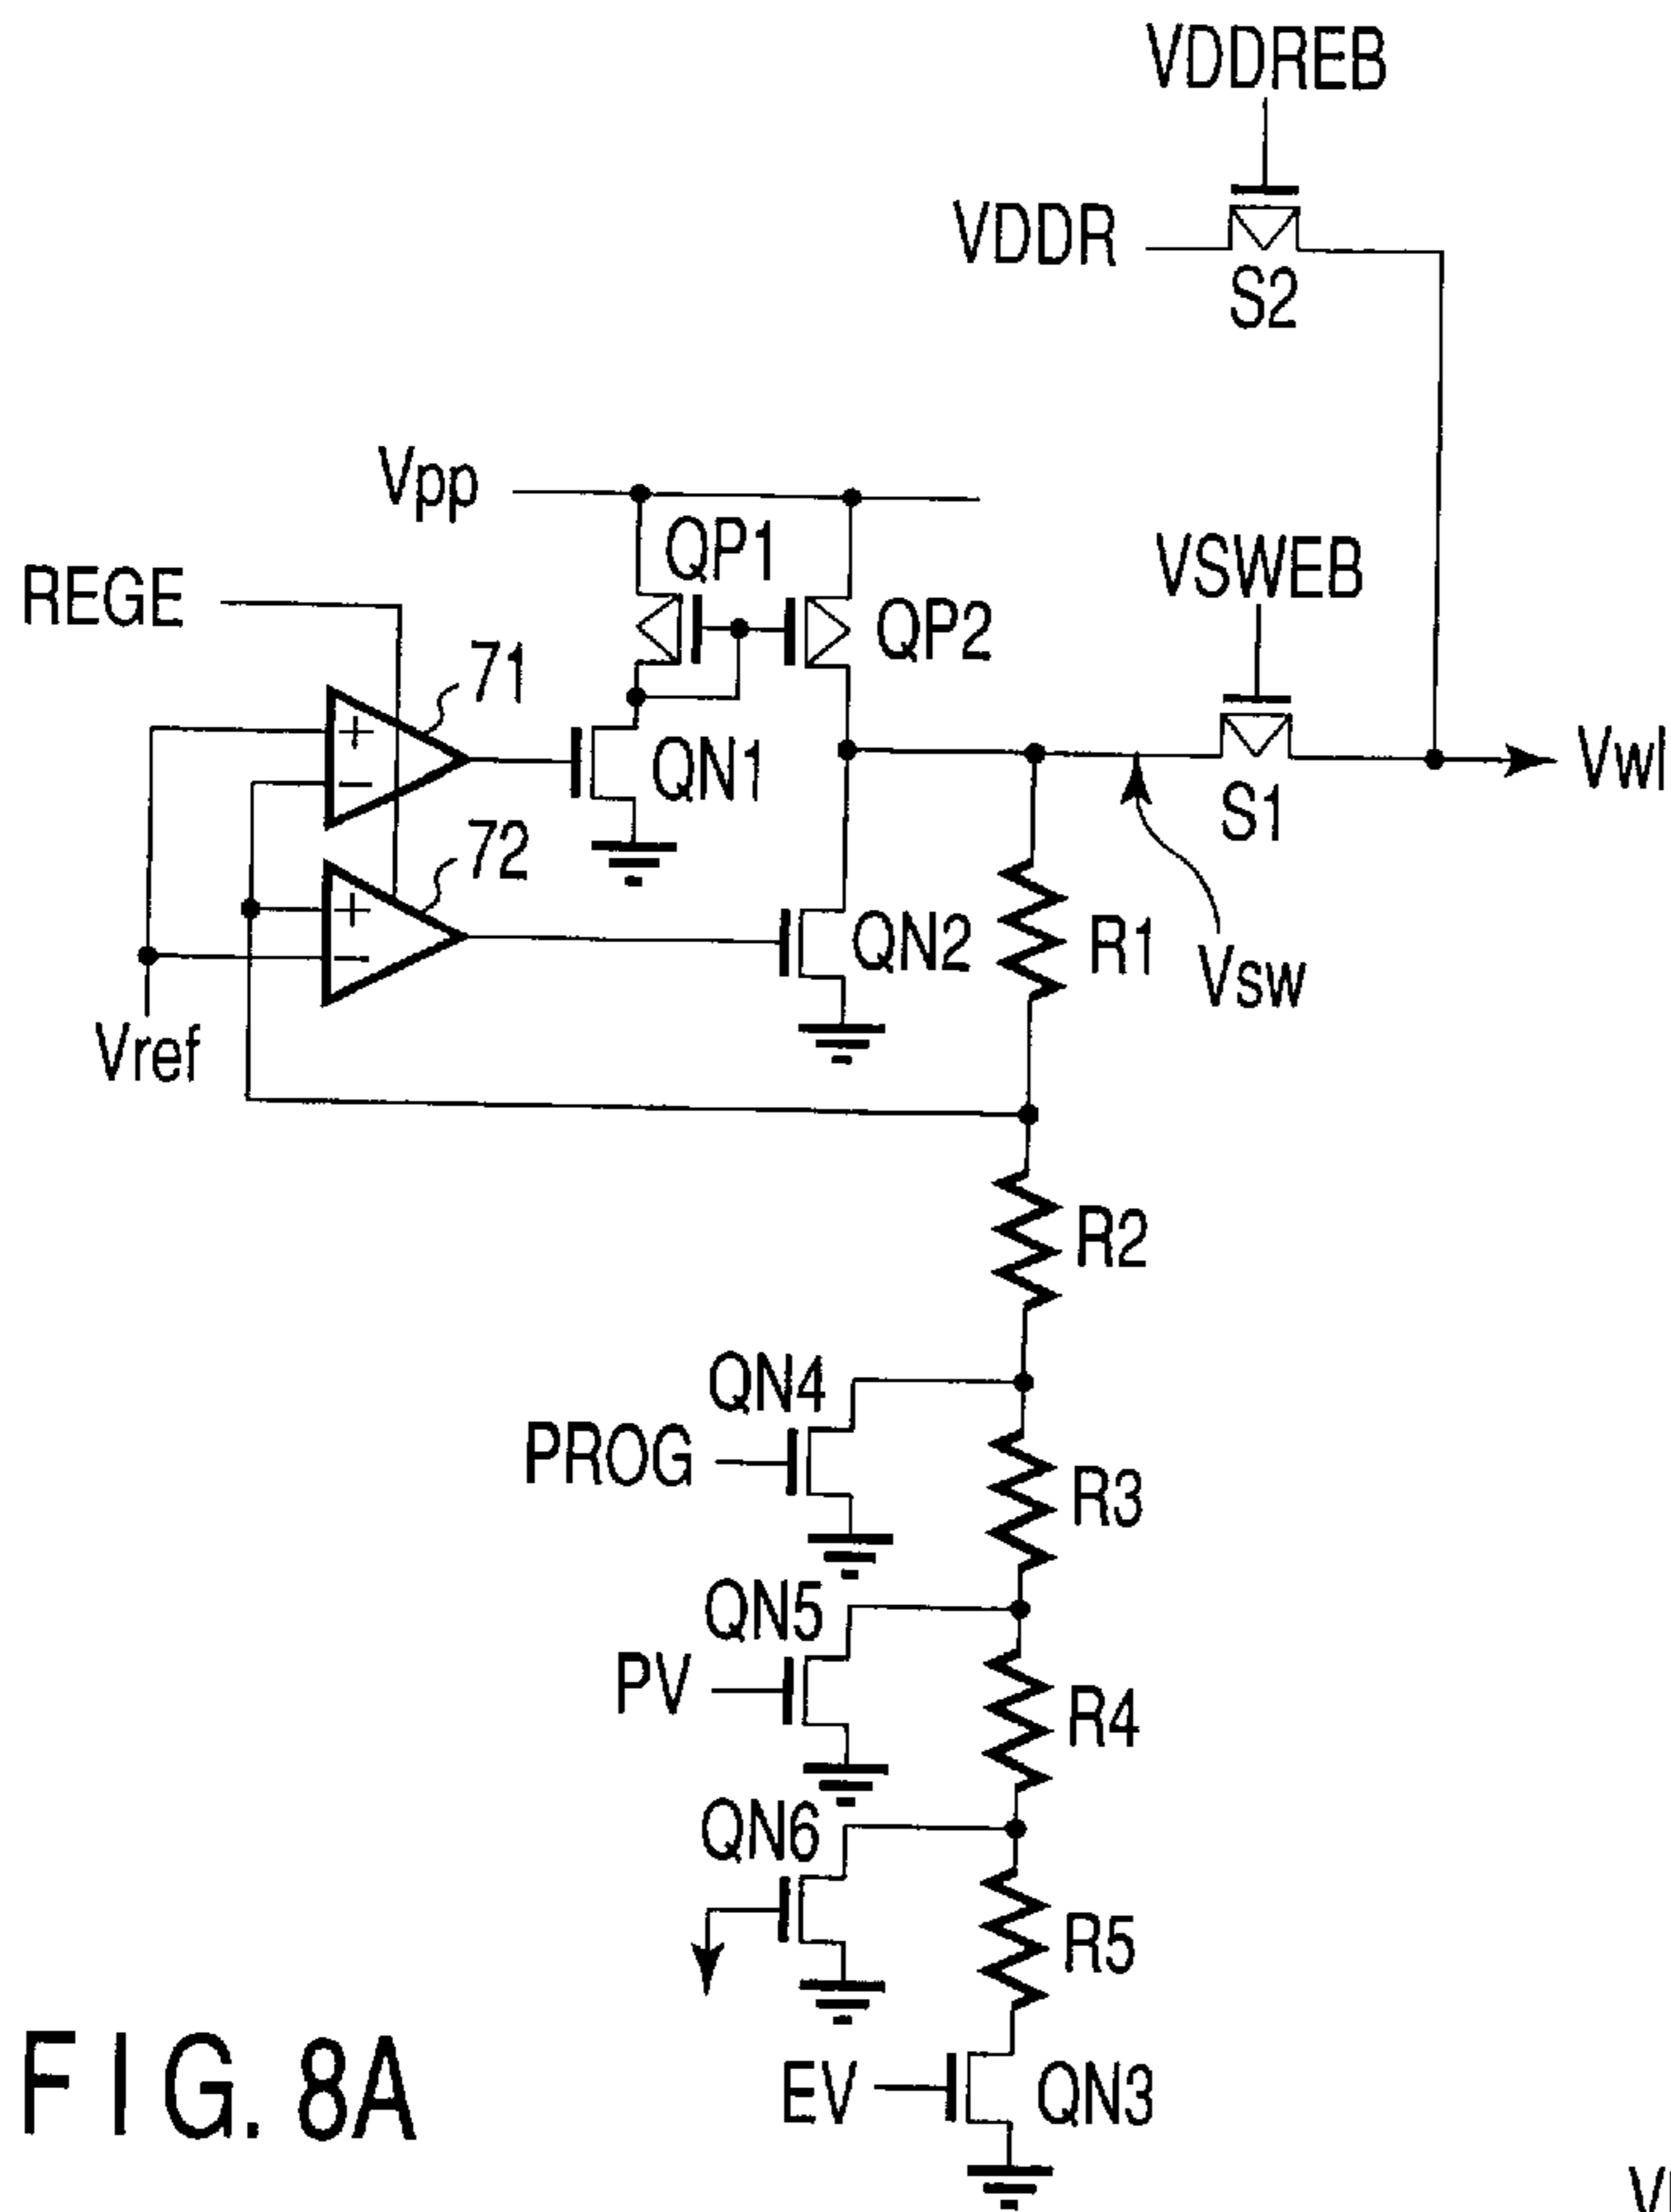 VDDREB
VDDR
S2
Vpp
QP1
VSWEB
REGE
QP2
71
+
−
QN1
Vwl
S1
72
+
−
QN2
R1
Vsw
Vref
R2
QN4
PROG
R3
QN5
PV
R4
QN6
R5
EV
QN3
FIG. 8A